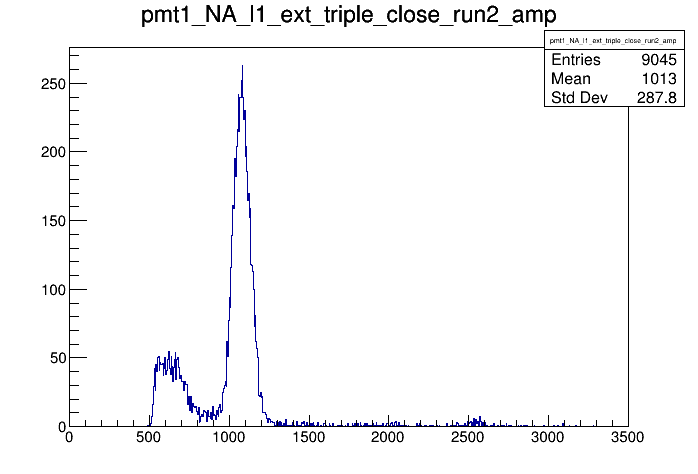 pmt1_NA_l1_ext_triple_close_run2_amp
pmt1_NA_l1_ext_triple_close_run2_amp
Entries 9045
Mean 1013
Std Dev 287.8
250
200
150
100
50
0
0 500 1000 1500 2000 2500 3000 3500